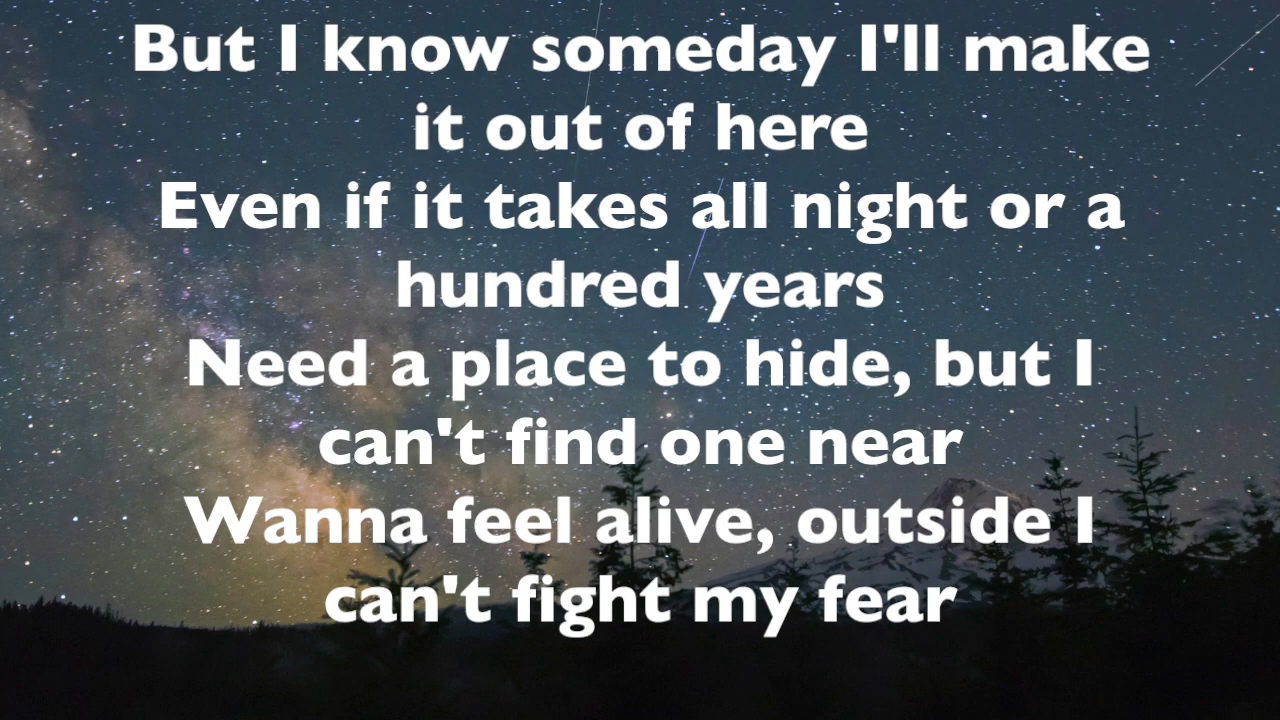 But I know someday I'll make
it out of here
Even if it takes all night or a
hundred years
Need a place to hide, but I
can't find one near
Wanna feel alive, outside I
can't fight my fear